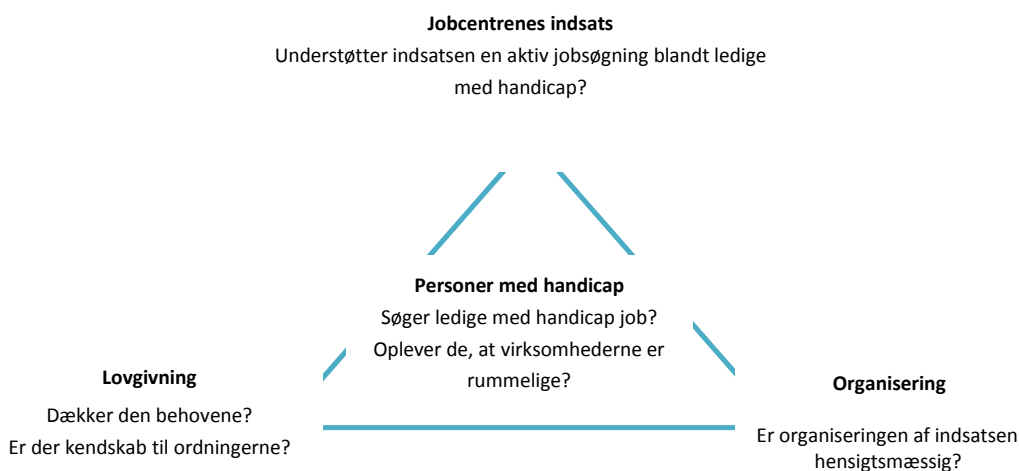 Jobcentrenes indsats
Understøtter indsatsen en aktiv jobsøgning blandt ledige
med handicap?
Personer med handicap
Søger ledige med handicap job?
Oplever de, at virksomhederne er
rummelige?
Lovgivning
Dækker den behovene?
Er der kendskab til ordningerne?
Organisering
Er organiseringen af indsatsen
hensigtsmæssig?